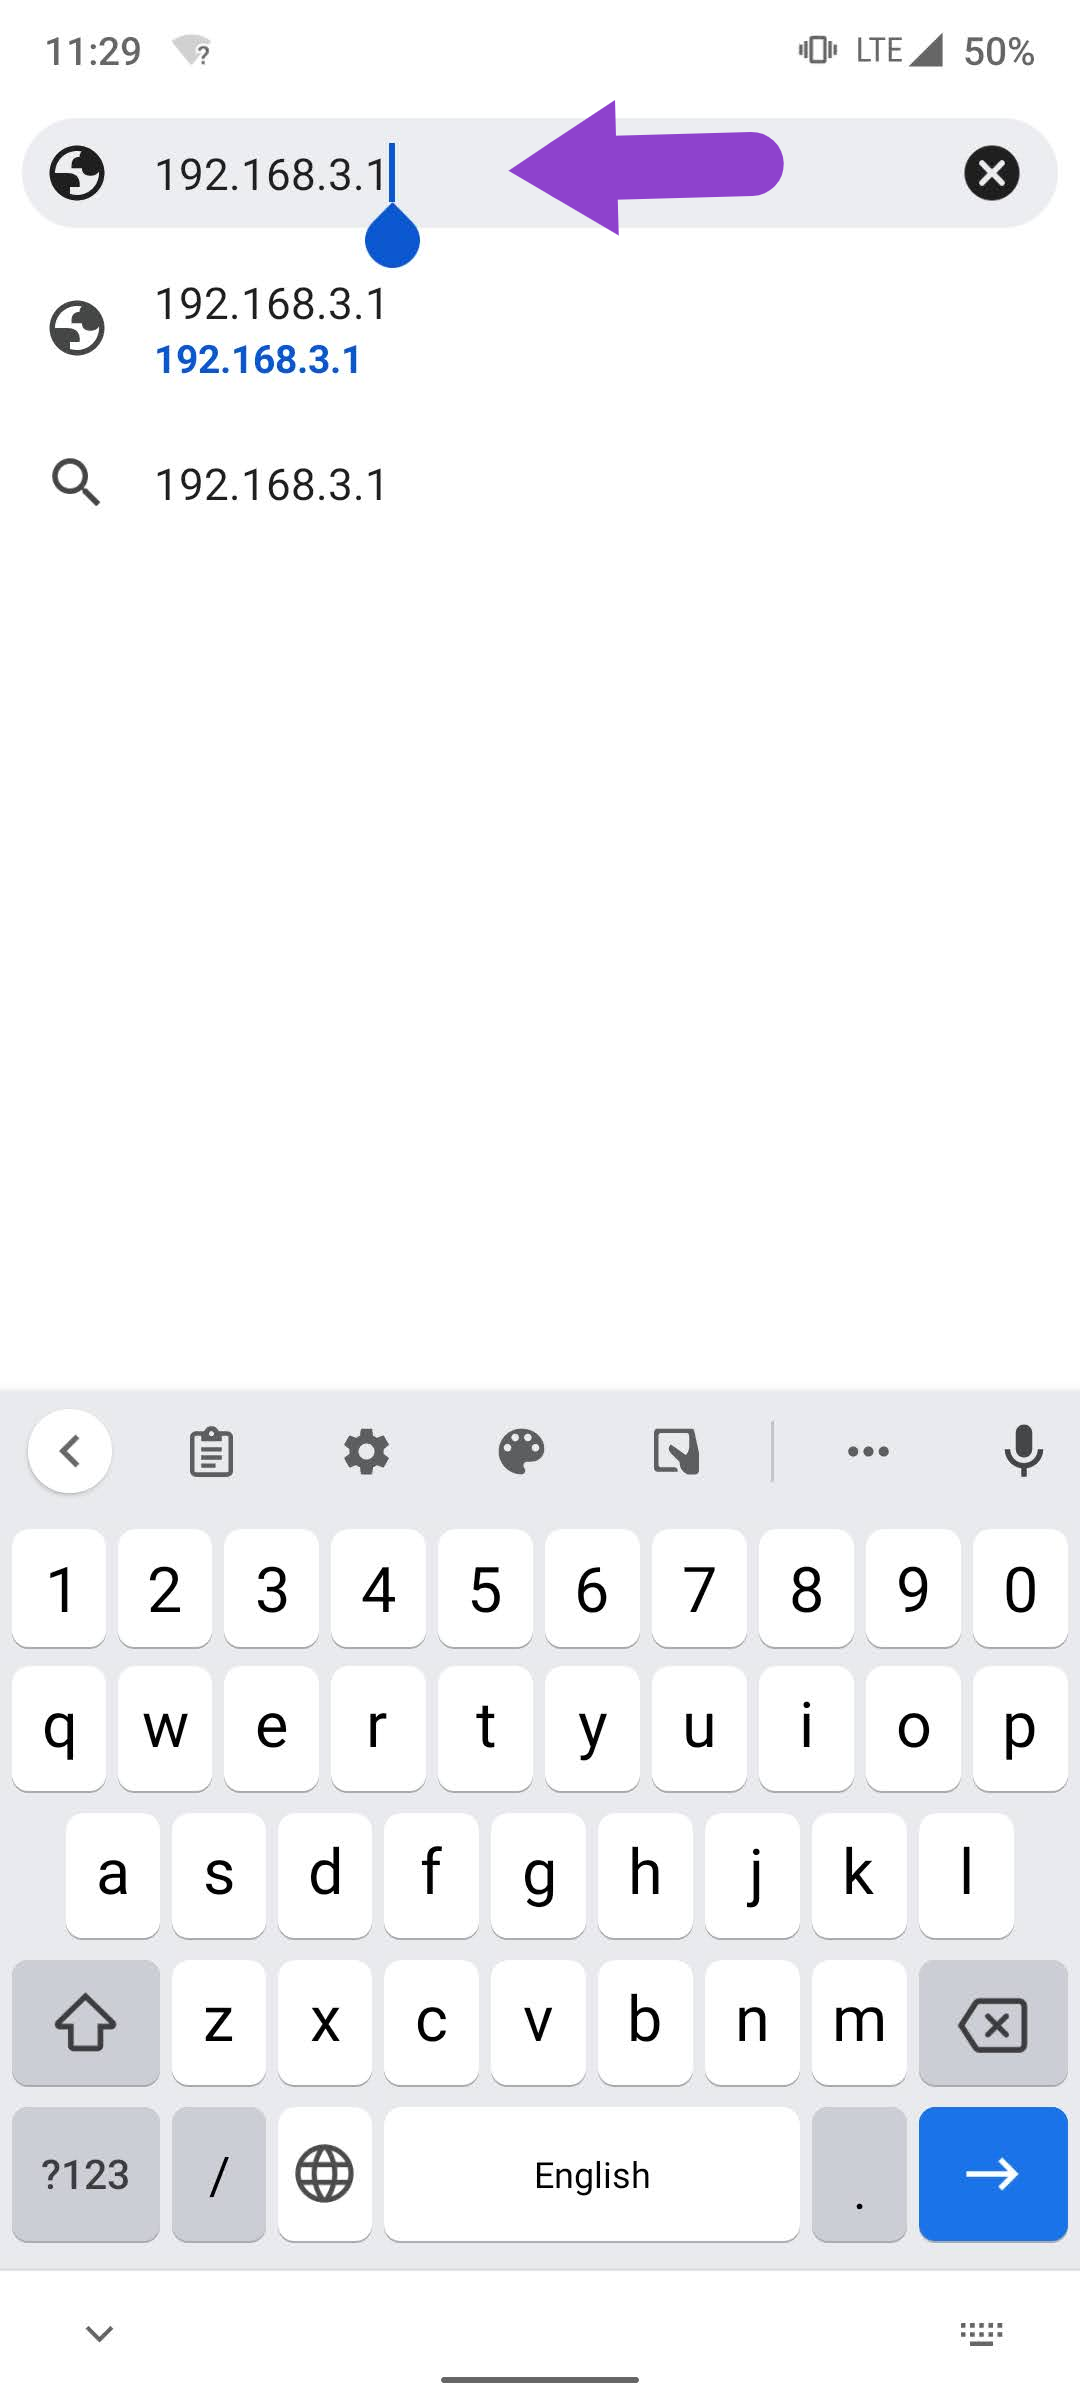 11:29 LTE 50%
192.168.3.1
192.168.3.1
192.168.3.1
192.168.3.1
1 2 3 4 5 6 7 8 9 0
q w e r t y u i o p
a s d f g h j k l
z x c v b n m
?123 / English .